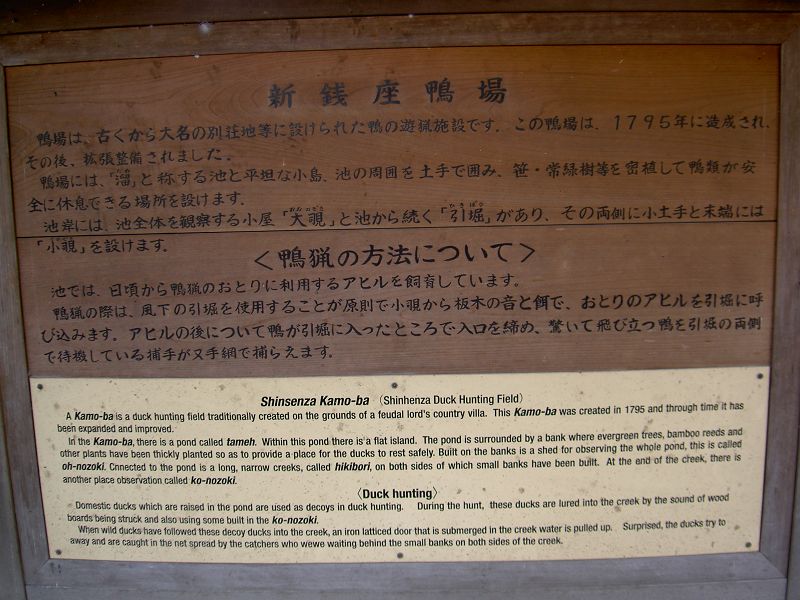 新銭座鴨場
鴨場は、古くから大名の別荘地等に設けられた鴨の遊猟施設です。この鴨場は、1795年に造成され、
その後、拡張整備されました。
鴨場には、「溜」と称する池と平坦な小島、池の周囲を土手で囲み、笹・常緑樹等を密植して鴨類が安
全に休息できる場所を設けます。
池岸には、池全体を観察する小屋「大覗」と池から続く「引堀」があり、その両側に小土手と末端には
「小覗」を設けます。
＜鴨猟の方法について＞
池では、日頃から鴨猟のおとりに利用するアヒルを飼育しています。
鴨猟の際は、風下の引堀を使用することが原則で小覗から板木の音と餌で、おとりのアヒルを引堀に呼
び込みます。アヒルの後について鴨が引堀に入ったところで入口を締め、驚いて飛び立つ鴨を引堀の両側
で待機している捕手が叉手網で捕らえます。
Shinsenza Kamo-ba （Shinhenza Duck Hunting Field）
A Kamo-ba is a duck hunting field traditionally created on the grounds of a feudal lord's country villa. This Kamo-ba was created in 1795 and through time it has
been expanded and improved.
In the Kamo-ba, there is a pond called tameh. Within this pond there is a flat island. The pond is surrounded by a bank where evergreen trees, bamboo reeds and
other plants have been thickly planted so as to provide a place for the ducks to rest safely. Built on the banks is a shed for observing the whole pond, this is called
oh-nozoki. Cnnected to the pond is a long, narrow creeks, called hikibori, on both sides of which small banks have been built. At the end of the creek, there is
another place observation called ko-nozoki.
〈Duck hunting〉
Domestic ducks which are raised in the pond are used as decoys in duck hunting. During the hunt, these ducks are lured into the creek by the sound of wood
boards being struck and also using some built in the ko-nozoki.
When wild ducks have followed these decoy ducks into the creek, an iron latticed door that is submerged in the creek water is pulled up. Surprised, the ducks try to
away and are caught in the net spread by the catchers who wewe waiting behind the small banks on both sides of the creek.